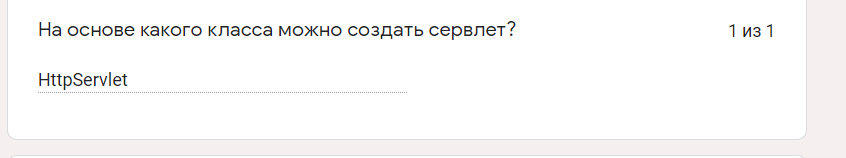 На основе какого класса можно создать сервлет?
1 из 1
HttpServlet